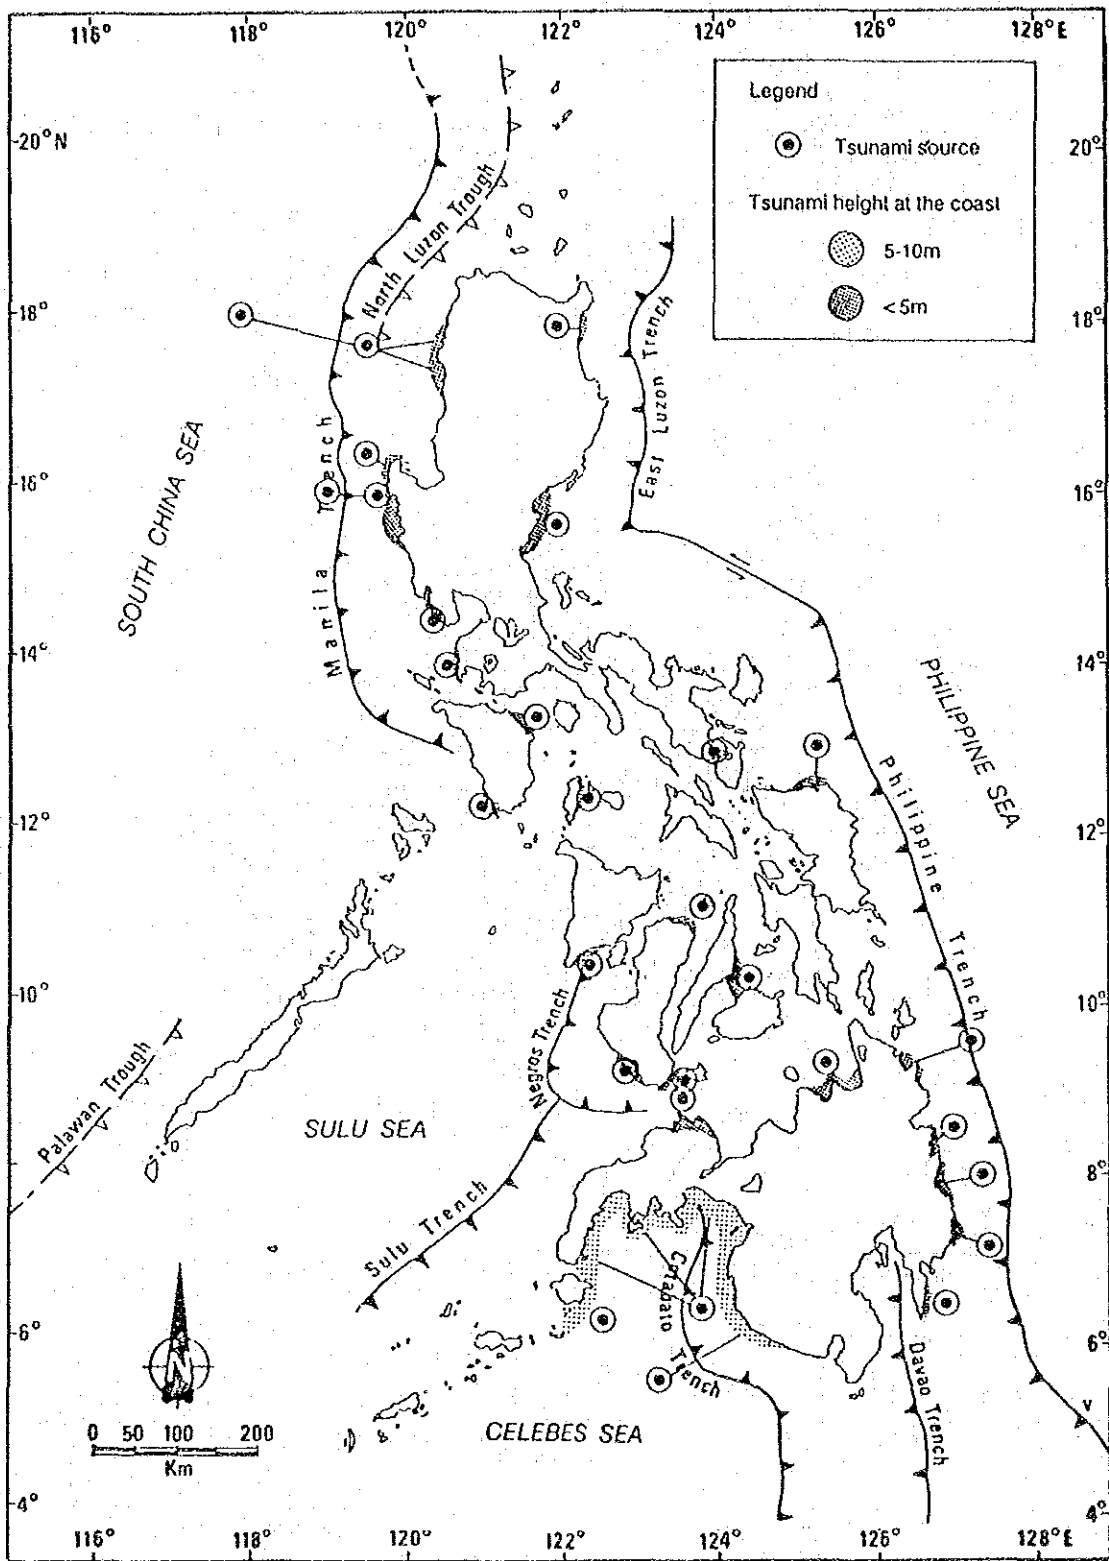 116° 118° 120° 122° 124° 126° 128°E
Legend
Tsunami source
Tsunami height at the coast
5-10m
<5m
20°N
20°
18°
18°
16°
16°
14°
14°
12°
12°
10°
10°
8°
8°
6°
6°
4°
4°
North Luzon Trough
East Luzon Trench
Manila Trench
SOUTH CHINA SEA
PHILIPPINE SEA
Philippine Trench
Negros Trench
Palawan Trough
SULU SEA
Sulu Trench
Cotabato Trench
Davao Trench
CELEBES SEA
N
0 50 100 200
Km
116° 118° 120° 122° 124° 126° 128°E